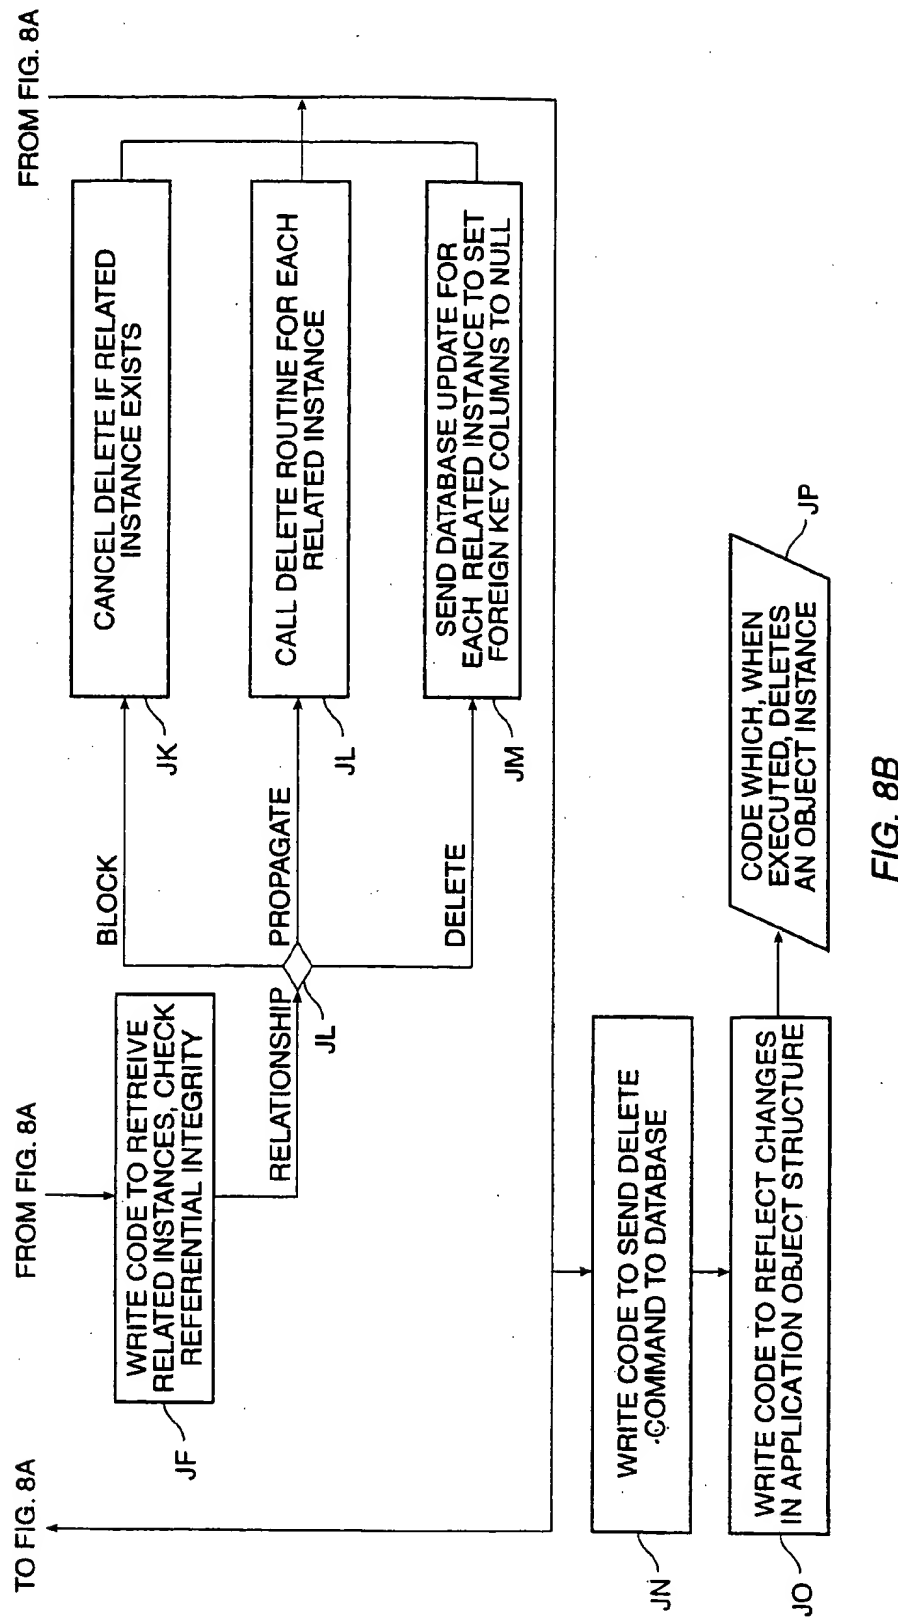 TO FIG. 8A
FROM FIG. 8A
FROM FIG. 8A
WRITE CODE TO RETREIVE
RELATED INSTANCES, CHECK
REFERENTIAL INTEGRITY
JF
RELATIONSHIP
JL
BLOCK
PROPAGATE
DELETE
CANCEL DELETE IF RELATED
INSTANCE EXISTS
JK
CALL DELETE ROUTINE FOR EACH
RELATED INSTANCE
JL
SEND DATABASE UPDATE FOR
EACH RELATED INSTANCE TO SET
FOREIGN KEY COLUMNS TO NULL
JM
WRITE CODE TO SEND DELETE
COMMAND TO DATABASE
JN
WRITE CODE TO REFLECT CHANGES
IN APPLICATION OBJECT STRUCTURE
JO
CODE WHICH, WHEN
EXECUTED, DELETES
AN OBJECT INSTANCE
JP
FIG. 8B